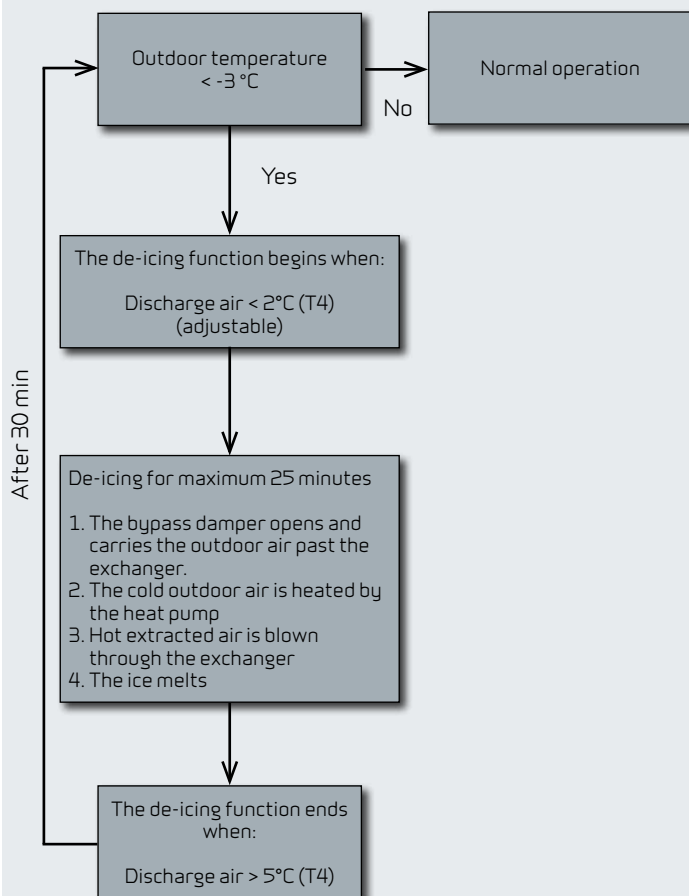 Outdoor temperature
< -3 °C
Normal operation
No
Yes
The de-icing function begins when:
Discharge air < 2°C (T4)
(adjustable)
After 30 min
De-icing for maximum 25 minutes
1. The bypass damper opens and
carries the outdoor air past the
exchanger.
2. The cold outdoor air is heated by
the heat pump
3. Hot extracted air is blown
through the exchanger
4. The ice melts
The de-icing function ends
when:
Discharge air > 5°C (T4)